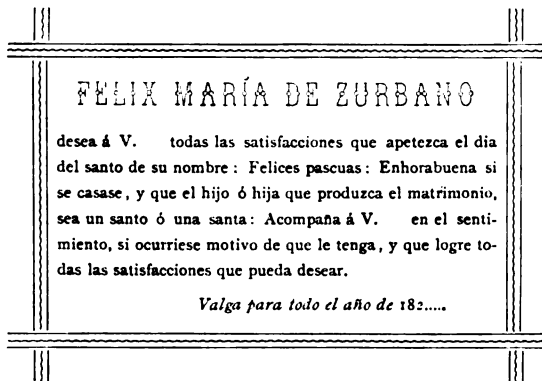 FELIX MARÍA DE ZURBANO
desea á V. todas las satisfacciones que apetezca el dia
del santo de su nombre : Felices pascuas : Enhorabuena si
se casase, y que el hijo ó hija que produzca el matrimonio,
sea un santo ó una santa : Acompaña á V. en el senti-
miento, si ocurriese motivo de que le tenga, y que logre to-
das las satisfacciones que pueda desear.
Valga para todo el año de 182.....